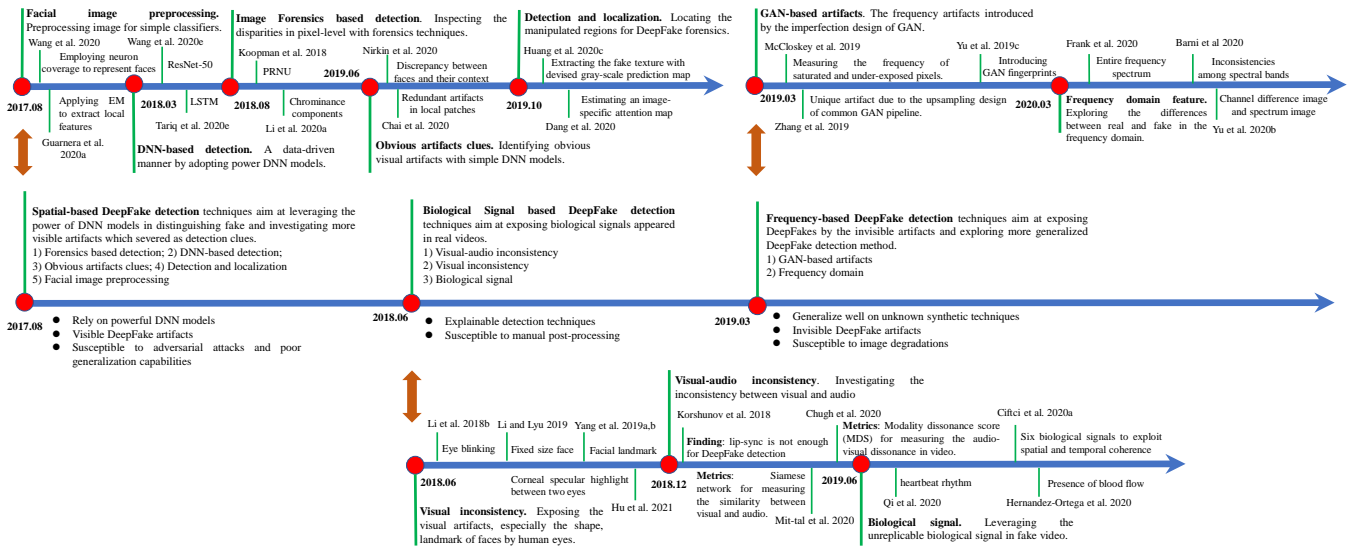 Facial image preprocessing.
Preprocessing image for simple classifiers.
Wang et al. 2020
Employing neuron
coverage to represent faces
Wang et al. 2020e
ResNet-50
2017.08
Applying EM
to extract local
features
Guarnera et al.
2020a
2018.03
LSTM
Tariq et al. 2020e
DNN-based detection. A data-driven
manner by adopting power DNN models.
Image Forensics based detection. Inspecting the
disparities in pixel-level with forensics techniques.
Koopman et al. 2018
PRNU
2019.06
Nirkin et al. 2020
Discrepancy between
faces and their context
2018.08
Chrominance
components
Li et al. 2020a
Redundant artifacts
in local patches
Chai et al. 2020
Obvious artifacts clues. Identifying obvious
visual artifacts with simple DNN models.
Detection and localization. Locating the
manipulated regions for DeepFake forensics.
Huang et al. 2020c
Extracting the fake texture with
devised gray-scale prediction map
2019.10
Estimating an image-
specific attention map
Dang et al. 2020
GAN-based artifacts. The frequency artifacts introduced
by the imperfection design of GAN.
McCloskey et al. 2019
Measuring the frequency of
saturated and under-exposed pixels.
Yu et al. 2019c
Introducing
GAN fingerprints
Frank et al. 2020
Entire frequency
spectrum
Barni et al 2020
Inconsistencies
among spectral bands
2019.03
Unique artifact due to the upsampling design
of common GAN pipeline.
Zhang et al. 2019
2020.03
Frequency domain feature.
Exploring the differences
between real and fake in the
frequency domain.
Channel difference image
and spectrum image
Yu et al. 2020b
Spatial-based DeepFake detection techniques aim at leveraging the
power of DNN models in distinguishing fake and investigating more
visible artifacts which severed as detection clues.
1) Forensics based detection; 2) DNN-based detection;
3) Obvious artifacts clues; 4) Detection and localization
5) Facial image preprocessing
Biological Signal based DeepFake detection
techniques aim at exposing biological signals appeared
in real videos.
1) Visual-audio inconsistency
2) Visual inconsistency
3) Biological signal
Frequency-based DeepFake detection techniques aim at exposing
DeepFakes by the invisible artifacts and exploring more generalized
DeepFake detection method.
1) GAN-based artifacts
2) Frequency domain
2017.08
● Rely on powerful DNN models
● Visible DeepFake artifacts
● Susceptible to adversarial attacks and poor
generalization capabilities
2018.06
● Explainable detection techniques
● Susceptible to manual post-processing
2019.03
● Generalize well on unknown synthetic techniques
● Invisible DeepFake artifacts
● Susceptible to image degradations
Visual-audio inconsistency. Investigating the
inconsistency between visual and audio
Li et al. 2018b
Eye blinking
Li and Lyu 2019
Fixed size face
Yang et al. 2019a,b
Facial landmark
Korshunov et al. 2018
Finding: lip-sync is not enough
for DeepFake detection
Chugh et al. 2020
Metrics: Modality dissonance score
(MDS) for measuring the audio-
visual dissonance in video.
Ciftci et al. 2020a
Six biological signals to exploit
spatial and temporal coherence
2018.06
Corneal specular highlight
between two eyes
Hu et al. 2021
Visual inconsistency. Exposing the
visual artifacts, especially the shape,
landmark of faces by human eyes.
2018.12
Metrics: Siamese
network for measuring
the similarity between
visual and audio.
Mit-tal et al. 2020
2019.06
heartbeat rhythm
Qi et al. 2020
Presence of blood flow
Hernandez-Ortega et al. 2020
Biological signal. Leveraging the
unreplicable biological signal in fake video.